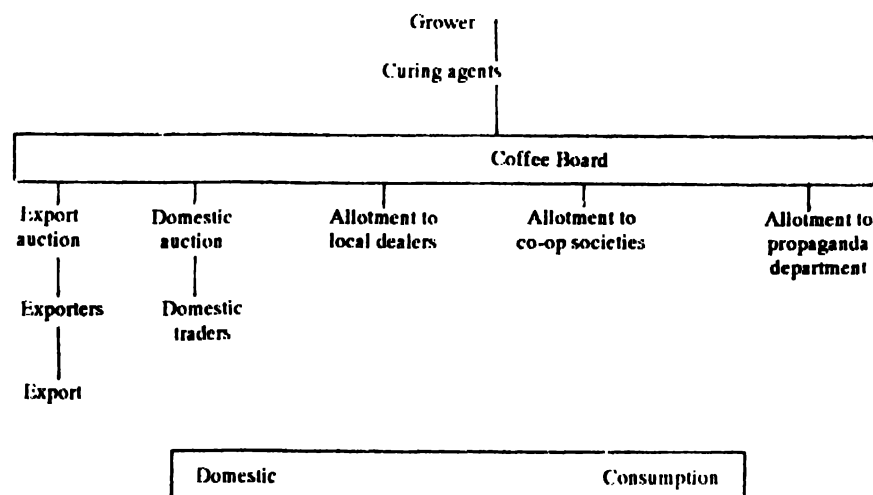 Grower
Curing agents
Coffee Board
Export auction
Domestic auction
Allotment to local dealers
Allotment to co-op societies
Allotment to propaganda department
Exporters
Domestic traders
Export
Domestic Consumption